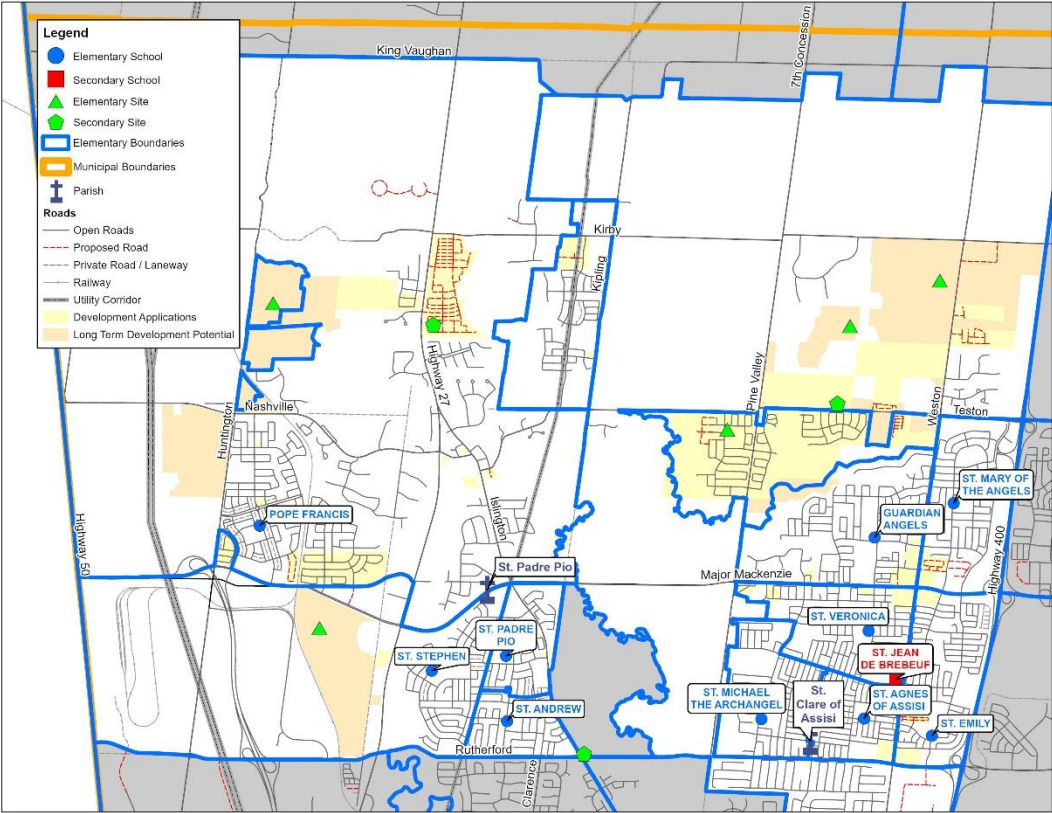 Legend
Elementary School
Secondary School
Elementary Site
Secondary Site
Elementary Boundaries
Municipal Boundaries
Parish
Roads
Open Roads
Proposed Road
Private Road / Laneway
Railway
Utility Corridor
Development Applications
Long Term Development Potential
King Vaughan
7th Concession
Kirby
Kipling
Highway 27
Pine Valley
Weston
Teston
Huntington
Nashville
Islington
Highway 50
POPE FRANCIS
ST. MARY OF
THE ANGELS
GUARDIAN
ANGELS
Highway 400
St. Padre Pio
Major Mackenzie
ST. VERONICA
ST. PADRE
PIO
ST. STEPHEN
ST. JEAN
DE BREBEUF
ST. MICHAEL
THE ARCHANGEL
St.
Clare of
Assisi
ST. AGNES
OF ASSISI
ST. ANDREW
ST. EMILY
Rutherford
Clarence